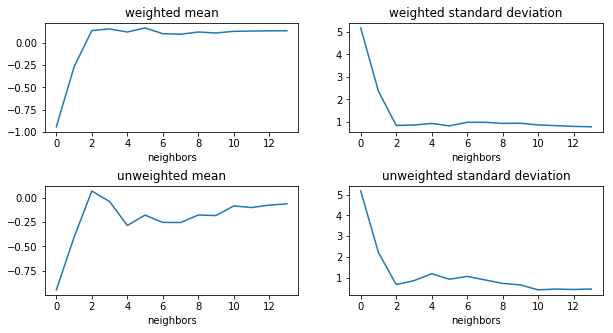 weighted mean
0.00
−0.25
−0.50
−0.75
−1.00
0 2 4 6 8 10 12
neighbors
weighted standard deviation
5
4
3
2
1
0 2 4 6 8 10 12
neighbors
unweighted mean
0.00
−0.25
−0.50
−0.75
0 2 4 6 8 10 12
neighbors
unweighted standard deviation
5
4
3
2
1
0 2 4 6 8 10 12
neighbors